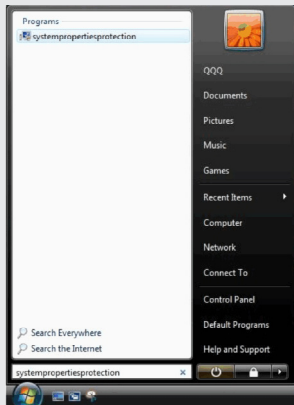 Programs
systempropertiesprotection
Search Everywhere
Search the Internet
systempropertiesprotection
QQQ
Documents
Pictures
Music
Games
Recent Items
Computer
Network
Connect To
Control Panel
Default Programs
Help and Support